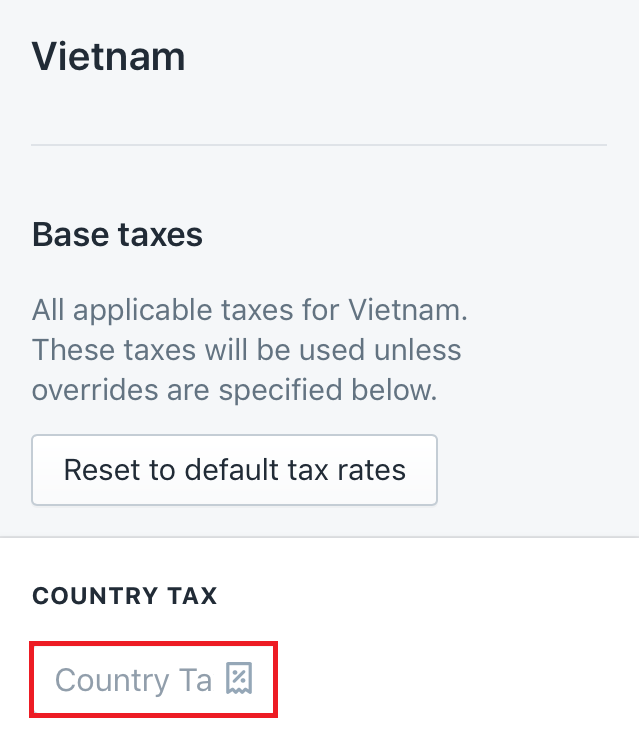 Vietnam
Base taxes
All applicable taxes for Vietnam.
These taxes will be used unless
overrides are specified below.
Reset to default tax rates
COUNTRY TAX
Country Ta